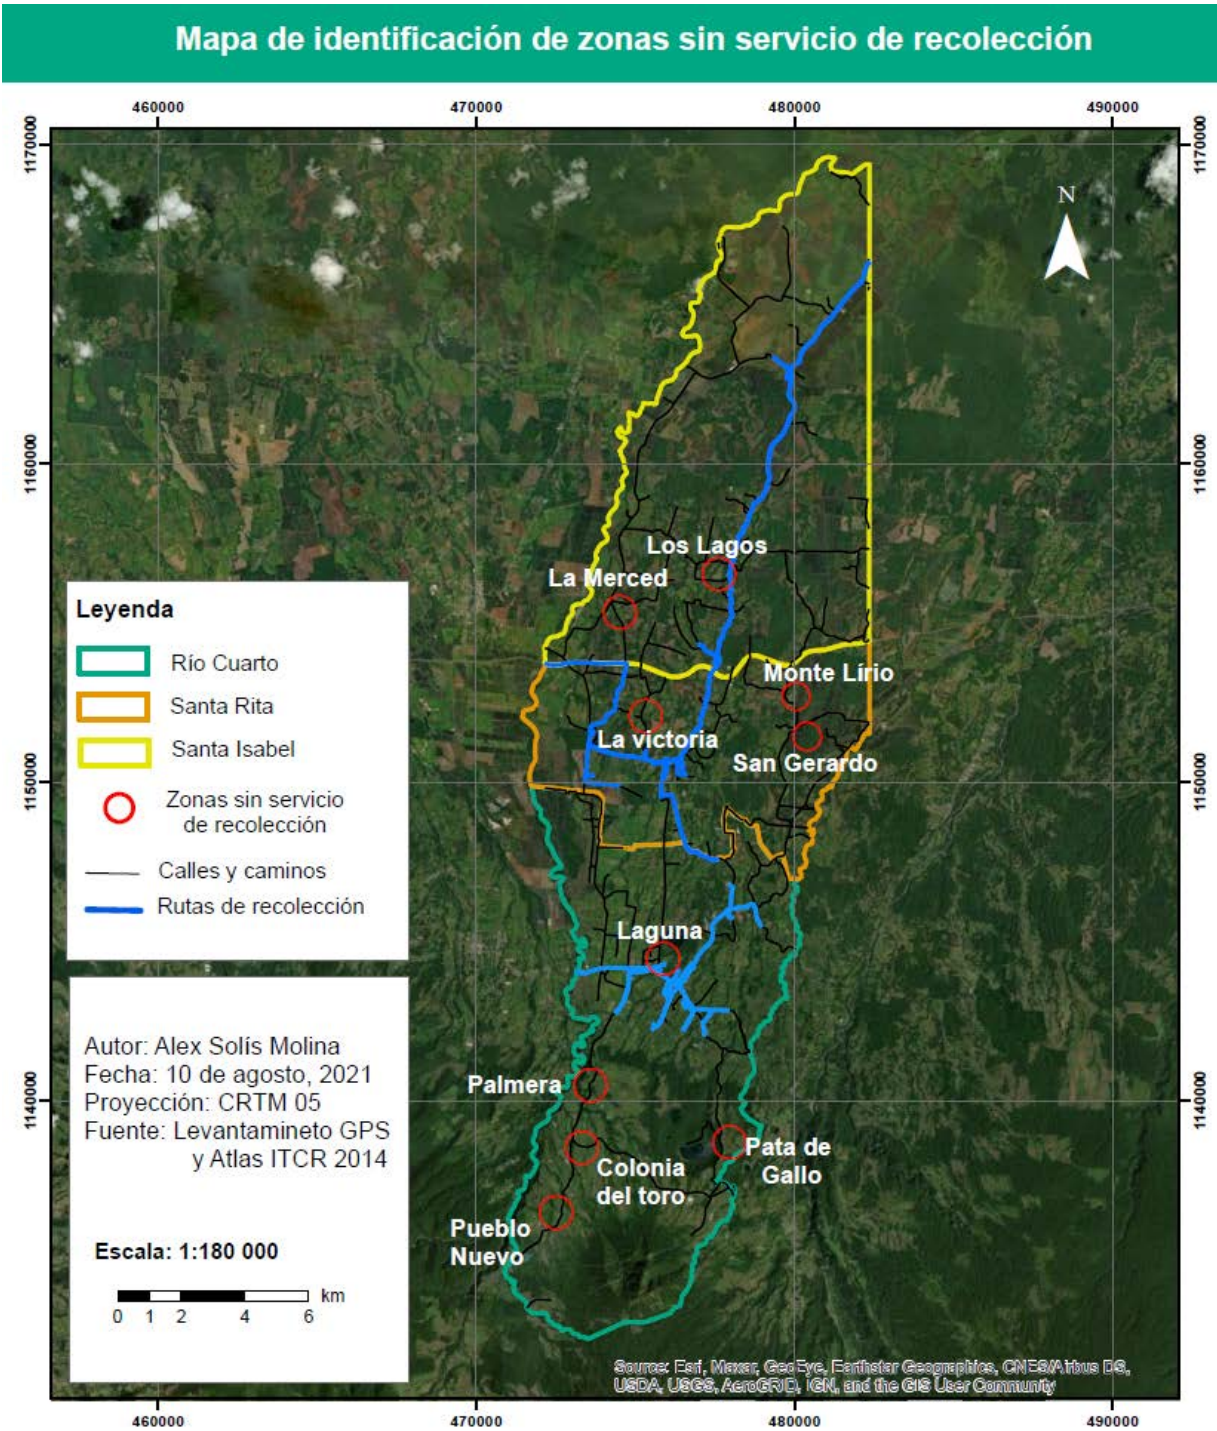 Mapa de identificación de zonas sin servicio de recolección
460000 470000 480000 490000
1170000 1170000
N
1160000 1160000
Los Lagos
La Merced
Monte Lírio
La victoria
San Gerardo
1150000 1150000
Laguna
Palmera
1140000 1140000
Pata de
Gallo
Colonia
del toro
Pueblo
Nuevo
Leyenda
Río Cuarto
Santa Rita
Santa Isabel
Zonas sin servicio
de recolección
Calles y caminos
Rutas de recolección
Autor: Alex Solís Molina
Fecha: 10 de agosto, 2021
Proyección: CRTM 05
Fuente: Levantamineto GPS
y Atlas ITCR 2014
Escala: 1:180 000
km
0 1 2 4 6
Source: Esri, Maxar, GeoEye, Earthstar Geographics, CNES/Airbus DS,
USDA, USGS, AeroGRID, IGN, and the GIS User Community
460000 470000 480000 490000